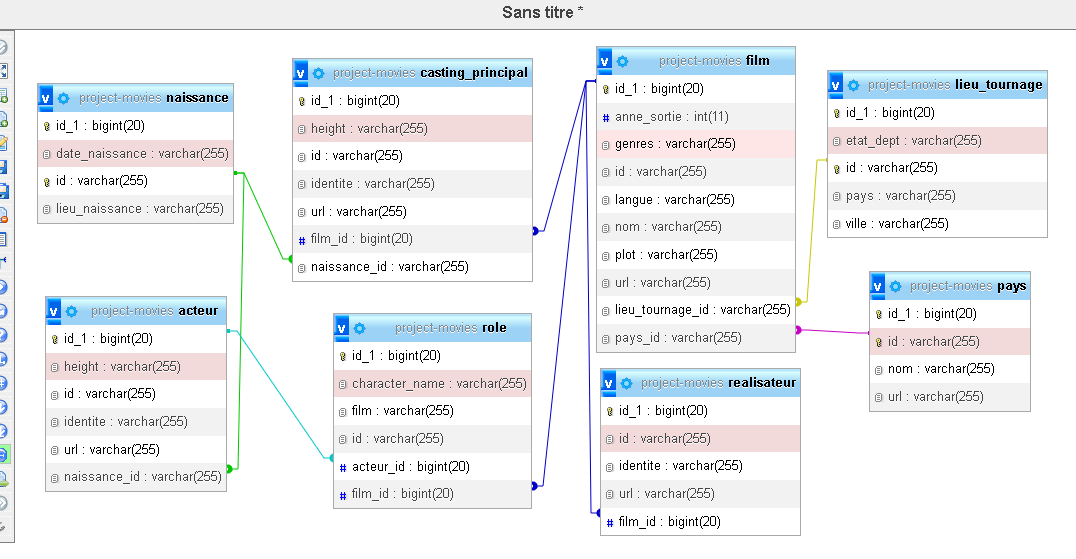 Sans titre *
v project-movies naissance
id_1 : bigint(20)
date_naissance : varchar(255)
id : varchar(255)
lieu_naissance : varchar(255)
v project-movies casting_principal
id_1 : bigint(20)
height : varchar(255)
id : varchar(255)
identite : varchar(255)
url : varchar(255)
# film_id : bigint(20)
naissance_id : varchar(255)
v project-movies film
id_1 : bigint(20)
# anne_sortie : int(11)
genres : varchar(255)
id : varchar(255)
langue : varchar(255)
nom : varchar(255)
plot : varchar(255)
url : varchar(255)
lieu_tournage_id : varchar(255)
pays_id : varchar(255)
v project-movies lieu_tournage
id_1 : bigint(20)
etat_dept : varchar(255)
id : varchar(255)
pays : varchar(255)
ville : varchar(255)
v project-movies acteur
id_1 : bigint(20)
height : varchar(255)
id : varchar(255)
identite : varchar(255)
url : varchar(255)
naissance_id : varchar(255)
v project-movies role
id_1 : bigint(20)
character_name : varchar(255)
film : varchar(255)
id : varchar(255)
# acteur_id : bigint(20)
# film_id : bigint(20)
v project-movies realisateur
id_1 : bigint(20)
id : varchar(255)
identite : varchar(255)
url : varchar(255)
# film_id : bigint(20)
v project-movies pays
id_1 : bigint(20)
id : varchar(255)
nom : varchar(255)
url : varchar(255)